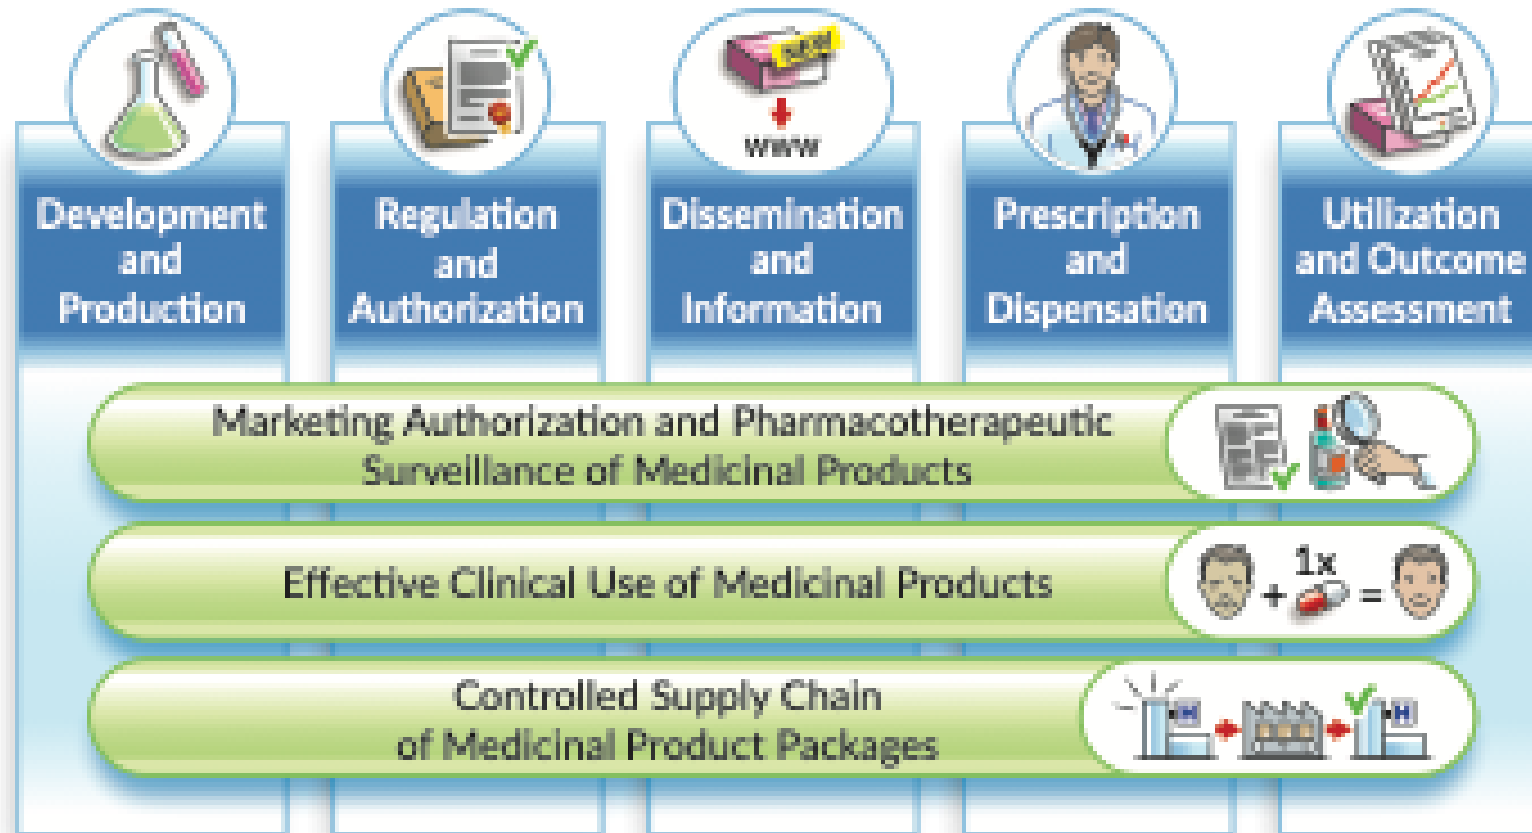 NEW
www
Development
and
Production
Regulation
and
Authorization
Dissemination
and
Information
Prescription
and
Dispensation
Utilization
and Outcome
Assessment
Marketing Authorization and Pharmacotherapeutic
Surveillance of Medicinal Products
Effective Clinical Use of Medicinal Products
1x
+ =
Controlled Supply Chain
of Medicinal Product Packages
H H